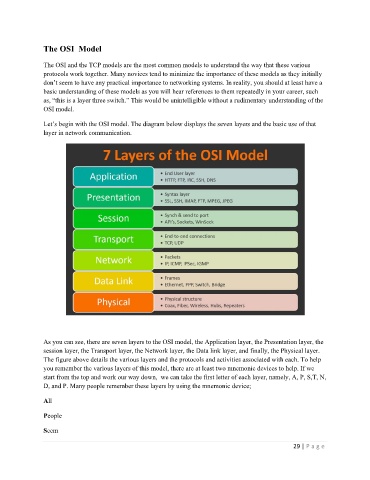 The OSI Model
The OSI and the TCP models are the most common models to understand the way that these various
protocols work together. Many novices tend to minimize the importance of these models as they initially
don't seem to have any practical importance to networking systems. In reality, you should at least have a
basic understanding of these models as you will hear references to them repeatedly in your career, such
as, "this is a layer three switch." This would be unintelligible without a rudimentary understanding of the
OSI model.
Let's begin with the OSI model. The diagram below displays the seven layers and the basic use of that
layer in network communication.
7 Layers of the OSI Model
Application
• End User layer
• HTTP, FTP, IRC, SSH, DNS
Presentation
• Syntax layer
• SSL, SSH, IMAP, FTP, MPEG, JPEG
Session
• Synch & send to port
• API's, Sockets, WinSock
Transport
• End-to-end connections
• TCP, UDP
Network
• Packets
• IP, ICMP, IPSec, IGMP
Data Link
• Frames
• Ethernet, PPP, Switch, Bridge
Physical
• Physical structure
• Coax, Fiber, Wireless, Hubs, Repeaters
As you can see, there are seven layers to the OSI model, the Application layer, the Presentation layer, the
session layer, the Transport layer, the Network layer, the Data link layer, and finally, the Physical layer.
The figure above details the various layers and the protocols and activities associated with each. To help
you remember the various layers of this model, there are at least two mnemonic devices to help. If we
start from the top and work our way down, we can take the first letter of each layer, namely, A, P, S,T, N,
D, and P. Many people remember these layers by using the mnemonic device;
All
People
Seem
29 | Page